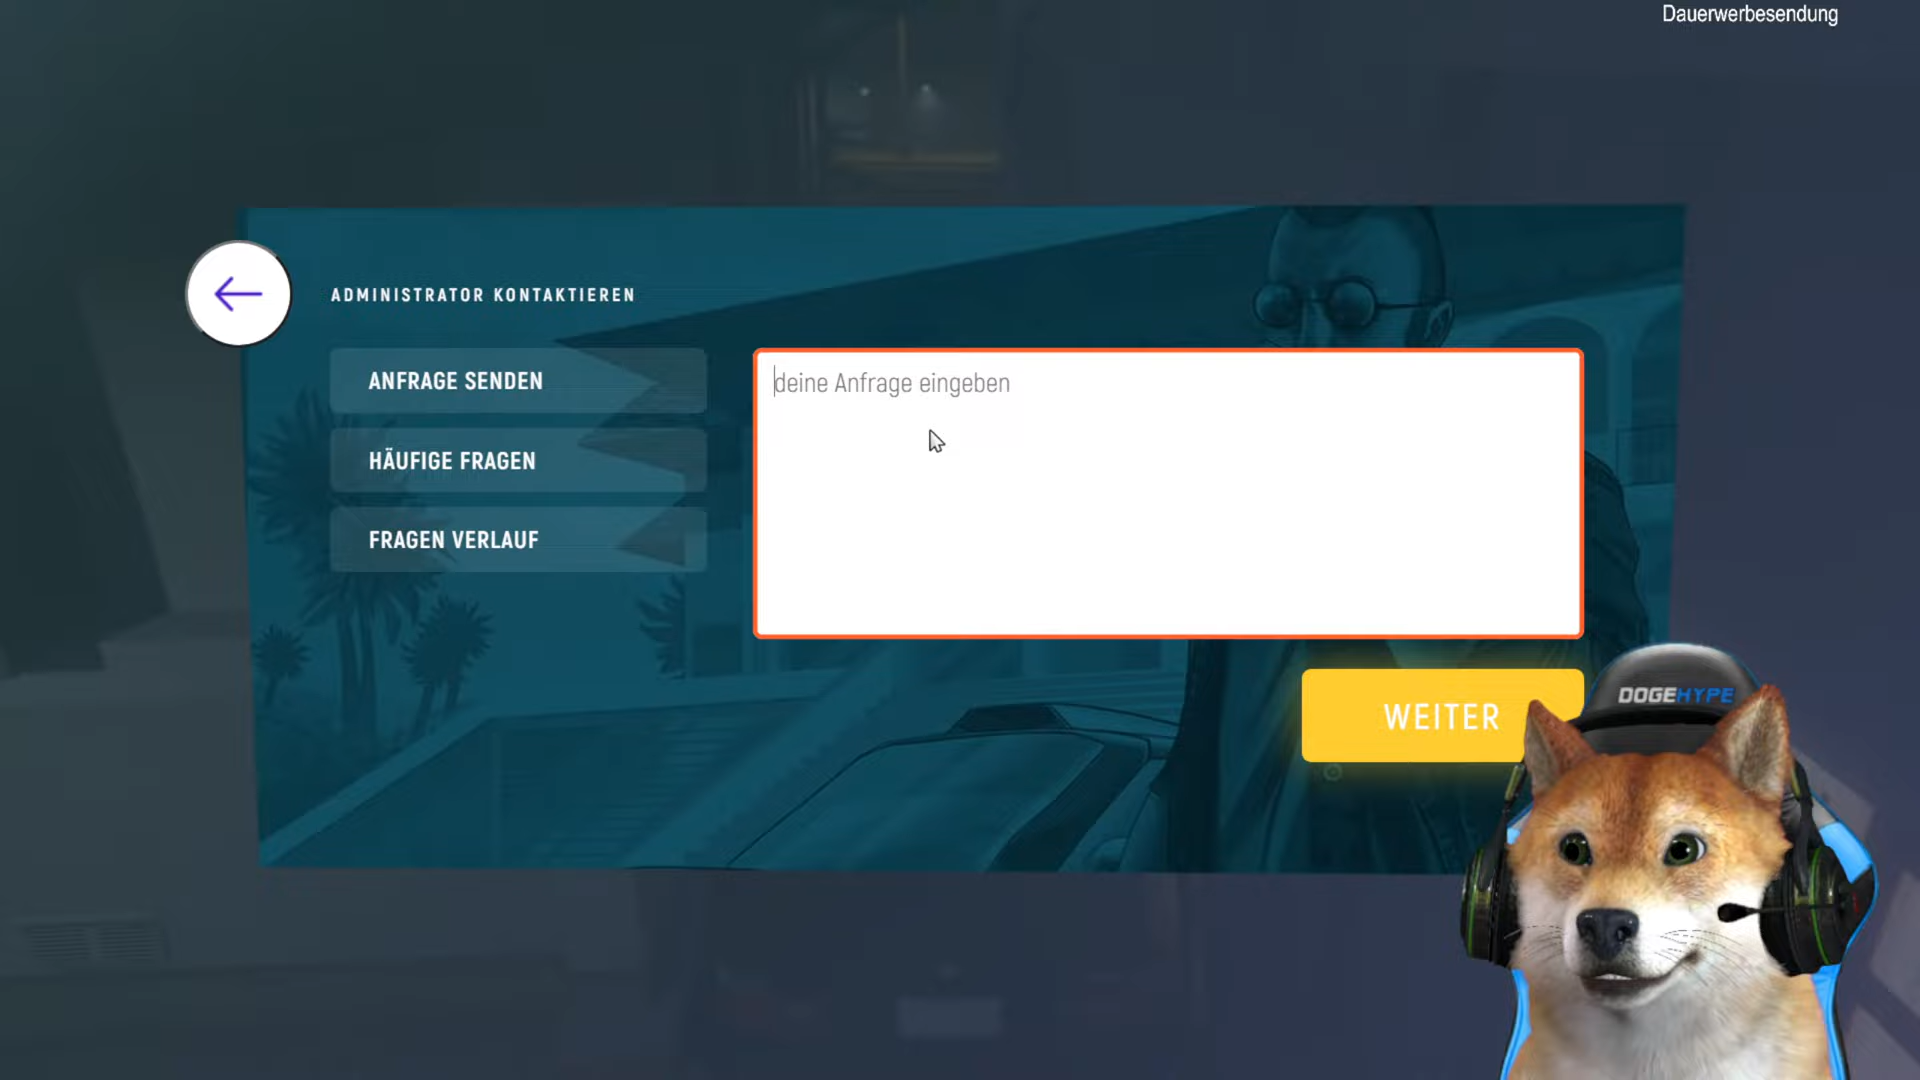 Dauerwerbesendung
ADMINISTRATOR KONTAKTIEREN
ANFRAGE SENDEN
HÄUFIGE FRAGEN
FRAGEN VERLAUF
deine Anfrage eingeben
WEITER
DOGEHYPE